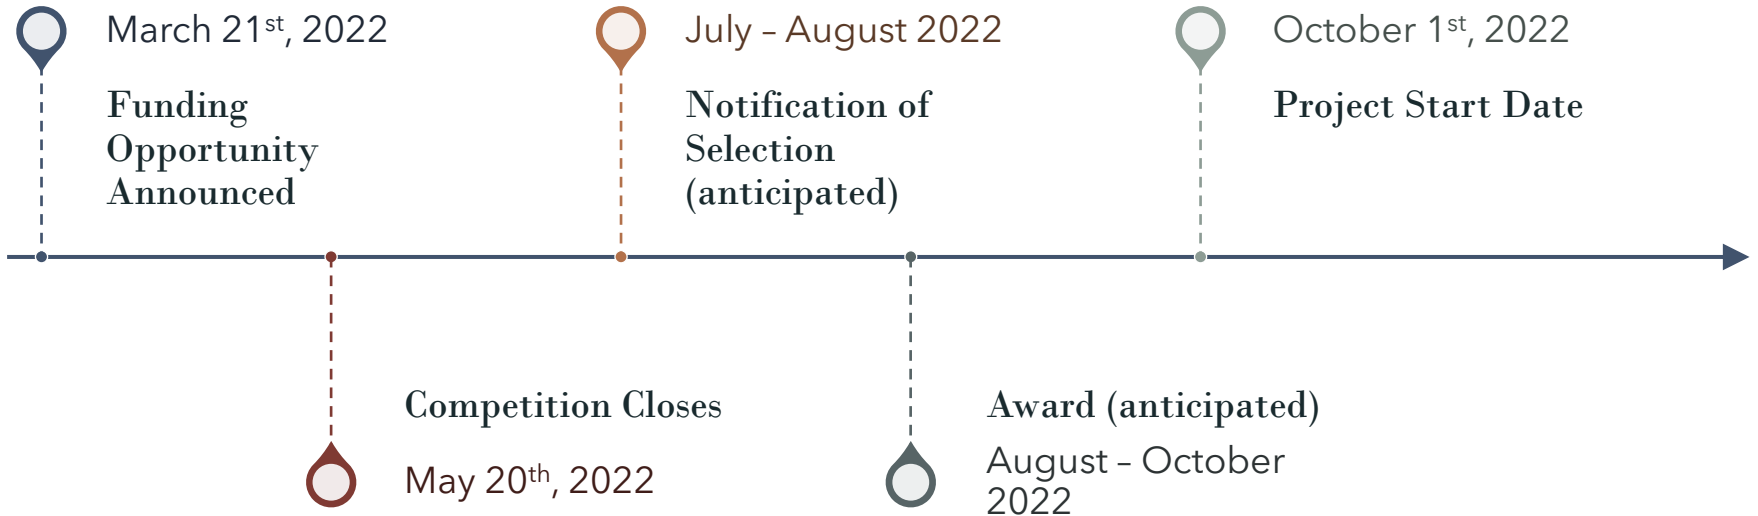 March 21st, 2022
Funding
Opportunity
Announced
Competition Closes
May 20th, 2022
July – August 2022
Notification of
Selection
(anticipated)
Award (anticipated)
August – October
2022
October 1st, 2022
Project Start Date